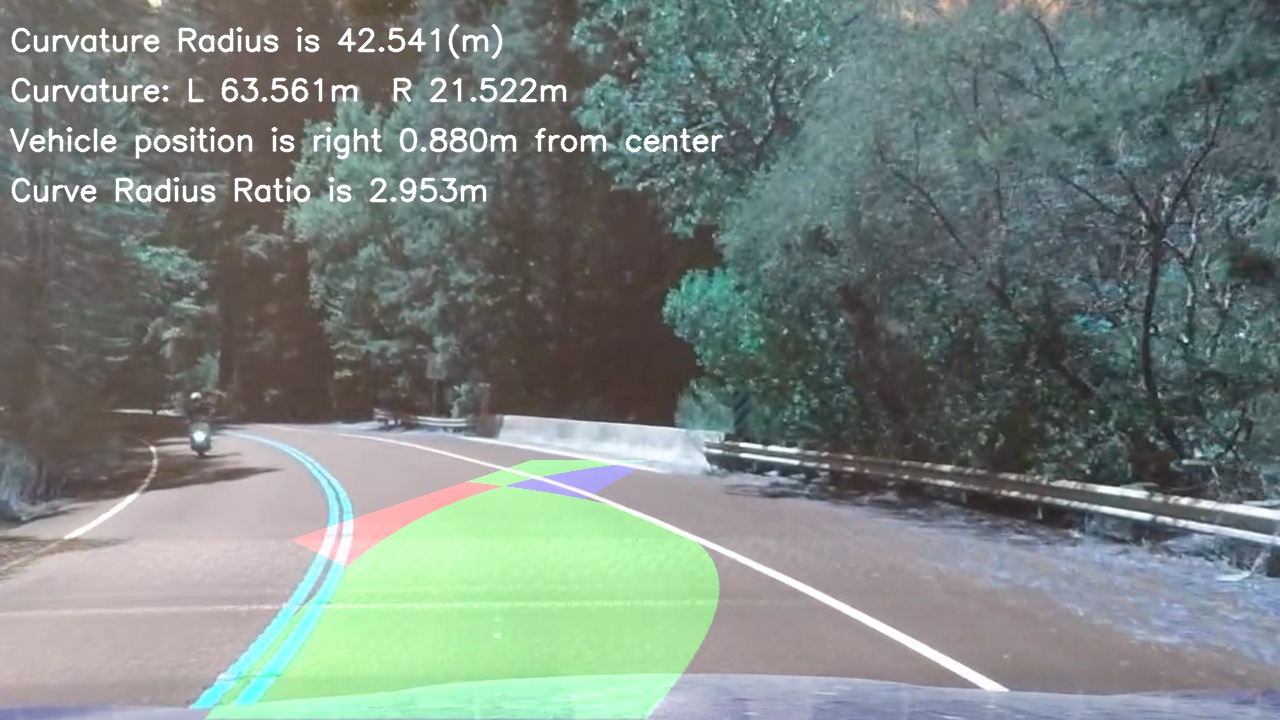 Curvature Radius is 42.541(m)
Curvature: L 63.561m R 21.522m
Vehicle position is right 0.880m from center
Curve Radius Ratio is 2.953m